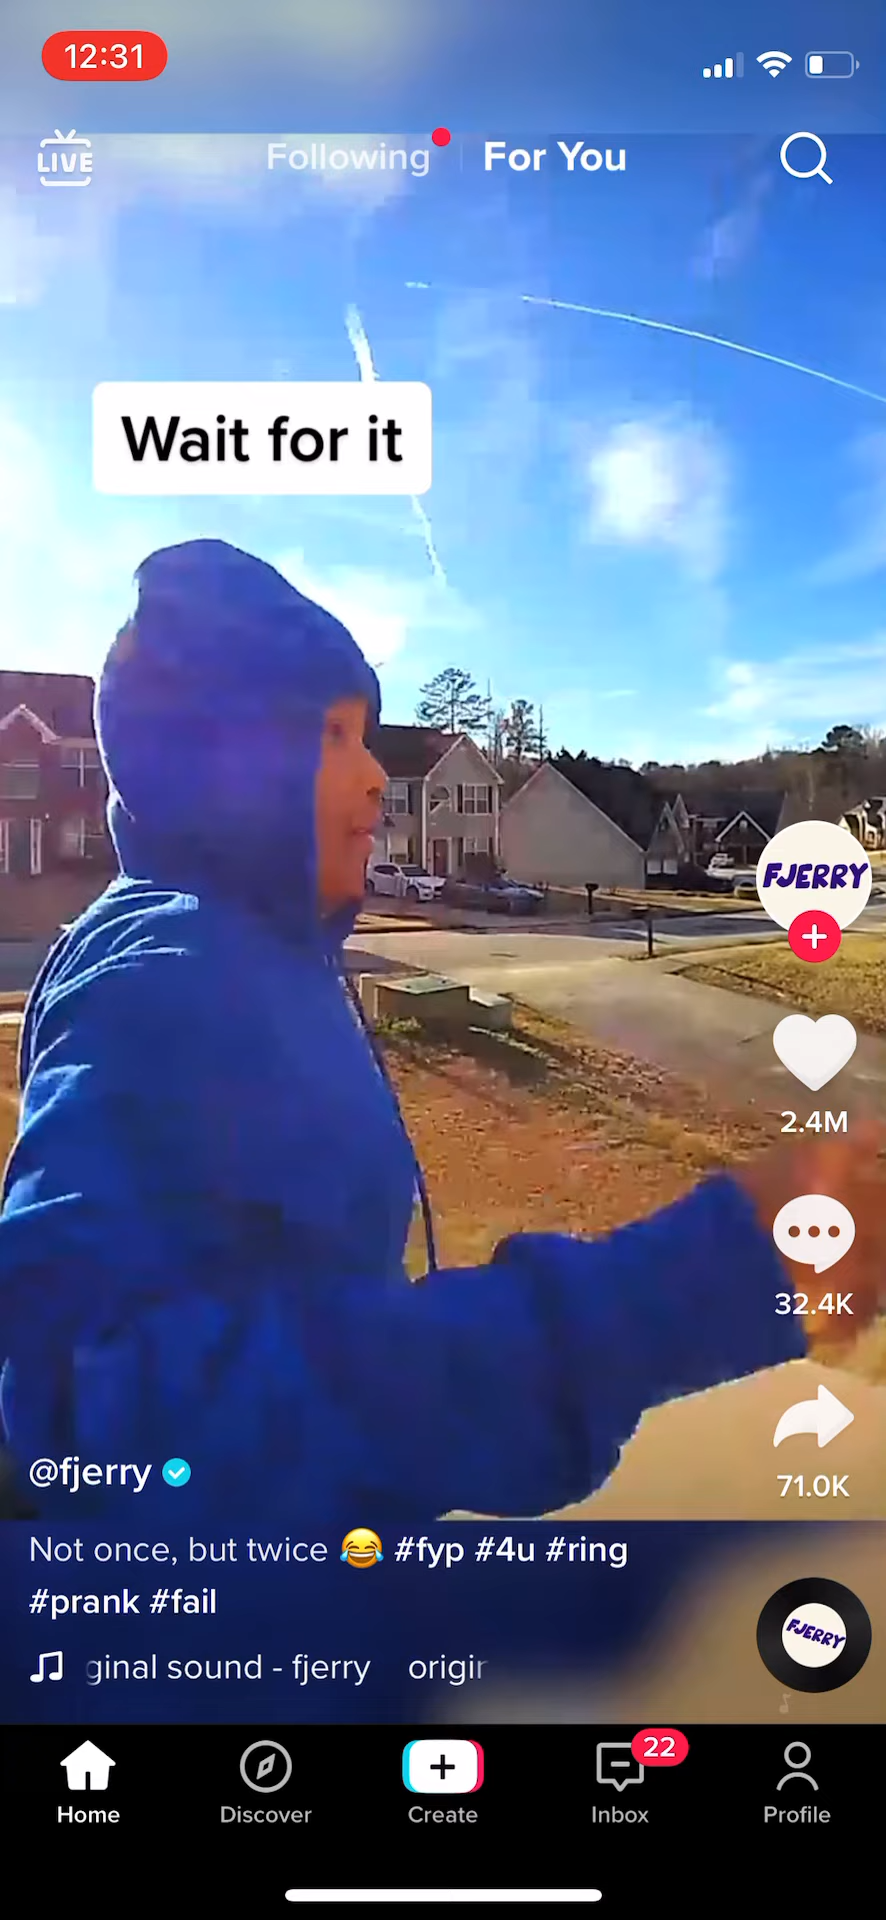 12:31
LIVE
Following
For You
Wait for it
FJERRY
2.4M
32.4K
71.0K
@fjerry
Not once, but twice 😂 #fyp #4u #ring
#prank #fail
ginal sound - fjerry origin
FJERRY
22
Home
Discover
Create
Inbox
Profile